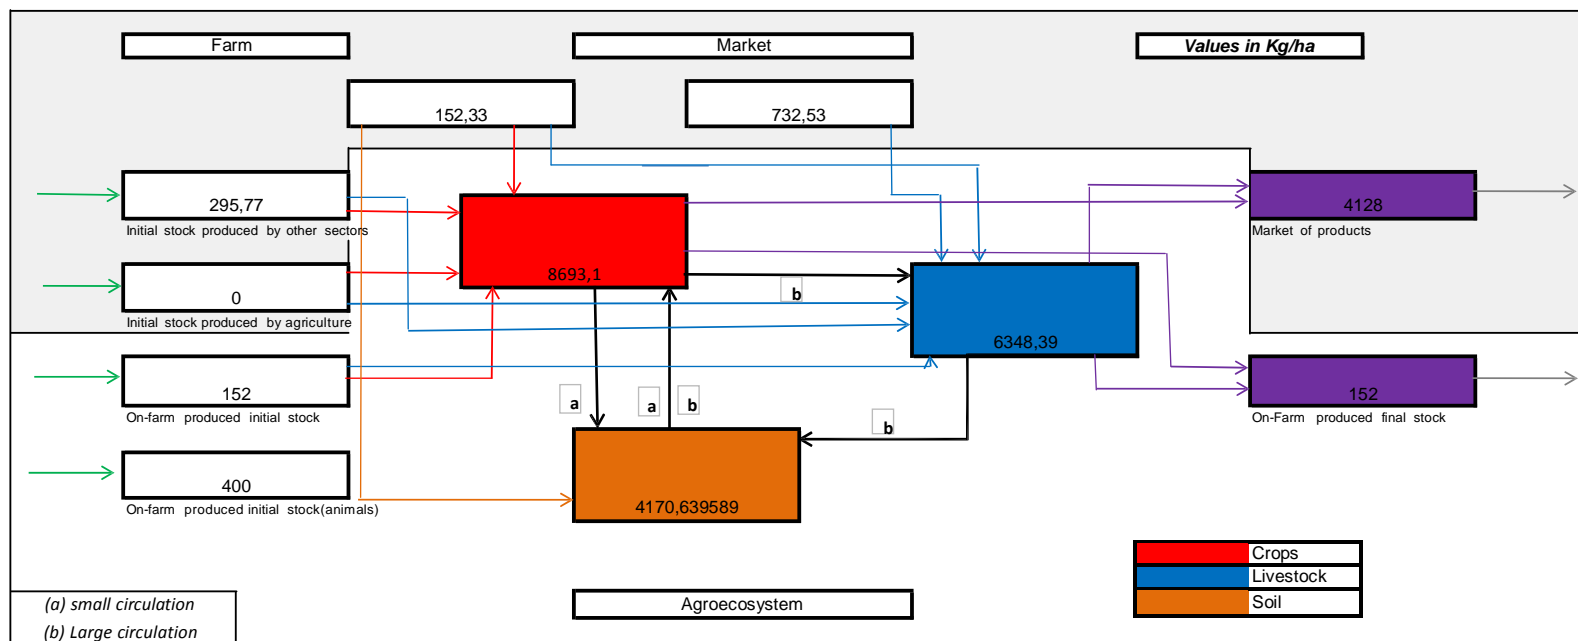 Farm
Market
Values in Kg/ha
152,33
732,53
295,77
Initial stock produced by other sectors
8693,1
4128
Market of products
0
Initial stock produced by agriculture
b
6348,39
152
On-farm produced initial stock
a
a
b
b
152
On-Farm produced final stock
400
On-farm produced initial stock(animals)
4170,639589
Crops
Livestock
Soil
Agroecosystem
(a) small circulation
(b) Large circulation